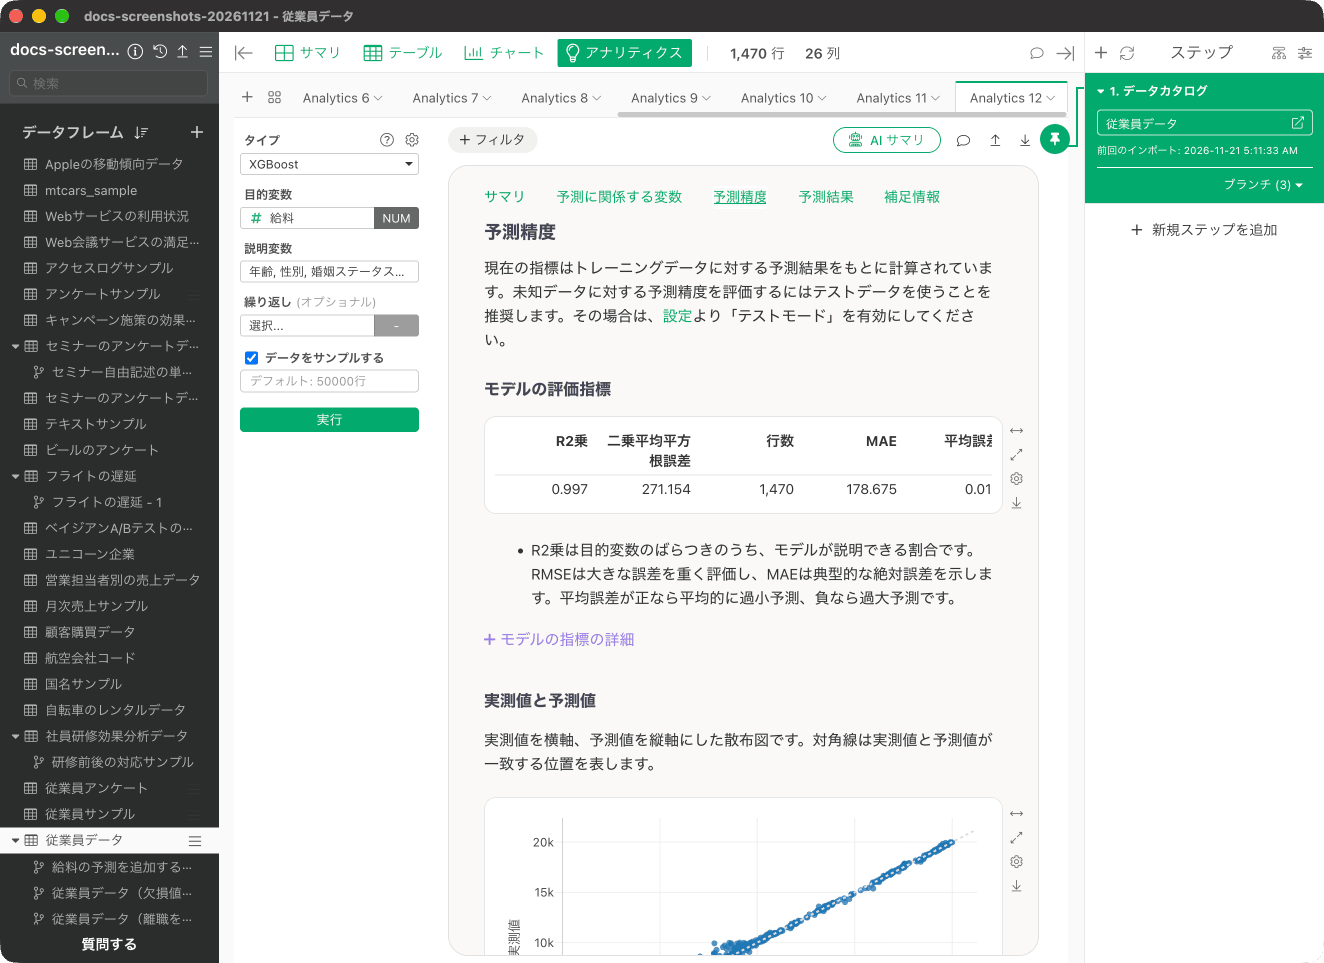 docs-screenshots-20261121 - 従業員データ
docs-screen...
検索
データフレーム
Appleの移動傾向データ
mtcars_sample
Webサービスの利用状況
Web会議サービスの満足…
アクセスログサンプル
アンケートサンプル
キャンペーン施策の効果…
セミナーのアンケートデ…
セミナー自由記述の単…
セミナーのアンケートデ…
テキストサンプル
ビールのアンケート
フライトの遅延
フライトの遅延 - 1
ベイジアンA/Bテストの…
ユニコーン企業
営業担当者別の売上データ
月次売上サンプル
顧客購買データ
航空会社コード
国名サンプル
自転車のレンタルデータ
社員研修効果分析データ
研修前後の対応サンプル
従業員アンケート
従業員サンプル
従業員データ
給料の予測を追加する…
従業員データ（欠損値…
従業員データ（離職を…
質問する
サマリ
テーブル
チャート
アナリティクス
1,470 行
26 列
Analytics 6
Analytics 7
Analytics 8
Analytics 9
Analytics 10
Analytics 11
Analytics 12
タイプ
XGBoost
目的変数
# 給料
NUM
説明変数
年齢, 性別, 婚姻ステータス...
繰り返し (オプショナル)
選択...
-
データをサンプルする
デフォルト: 50000行
実行
+ フィルタ
AI サマリ
サマリ
予測に関係する変数
予測精度
予測結果
補足情報
予測精度
現在の指標はトレーニングデータに対する予測結果をもとに計算されていま
す。未知データに対する予測精度を評価するにはテストデータを使うことを
推奨します。その場合は、設定より「テストモード」を有効にしてくださ
い。
モデルの評価指標
R2乗
二乗平均平方
根誤差
行数
MAE
平均誤差
0.997
271.154
1,470
178.675
0.01
• R2乗は目的変数のばらつきのうち、モデルが説明できる割合です。
RMSEは大きな誤差を重く評価し、MAEは典型的な絶対誤差を示しま
す。平均誤差が正なら平均的に過小予測、負なら過大予測です。
+ モデルの指標の詳細
実測値と予測値
実測値を横軸、予測値を縦軸にした散布図です。対角線は実測値と予測値が
一致する位置を表します。
20k
15k
10k
実測値
ステップ
1. データカタログ
従業員データ
前回のインポート: 2026-11-21 5:11:33 AM
ブランチ (3)
+ 新規ステップを追加